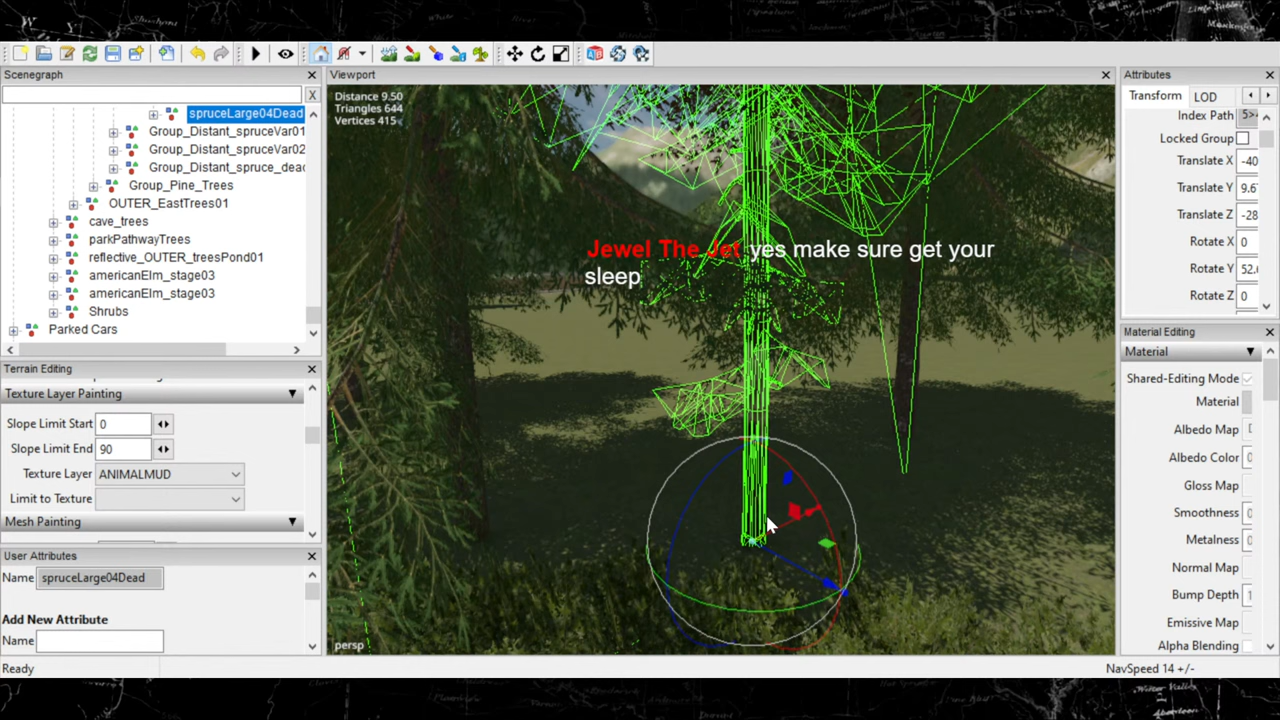 Scenegraph
X
spruceLarge04Dead
Group_Distant_spruceVar01
Group_Distant_spruceVar02
Group_Distant_spruce_dead
Group_Pine_Trees
OUTER_EastTrees01
cave_trees
parkPathwayTrees
reflective_OUTER_treesPond01
americanElm_stage03
americanElm_stage03
Shrubs
Parked Cars
Terrain Editing
Texture Layer Painting
Slope Limit Start 0
Slope Limit End 90
Texture Layer ANIMALMUD
Limit to Texture
Mesh Painting
User Attributes
Name spruceLarge04Dead
Add New Attribute
Name
Ready
Viewport
Distance 9.50
Triangles 644
Vertices 415
Jewel The Jet yes make sure get your
sleep
persp
Attributes
Transform LOD
Index Path 5>
Locked Group
Translate X -40
Translate Y 9.6
Translate Z -28
Rotate X 0
Rotate Y 52.
Rotate Z 0
Material Editing
Material
Shared-Editing Mode
Material
Albedo Map
Albedo Color
Gloss Map
Smoothness
Metalness
Normal Map
Bump Depth 1
Emissive Map
Alpha Blending
NavSpeed 14 +/-